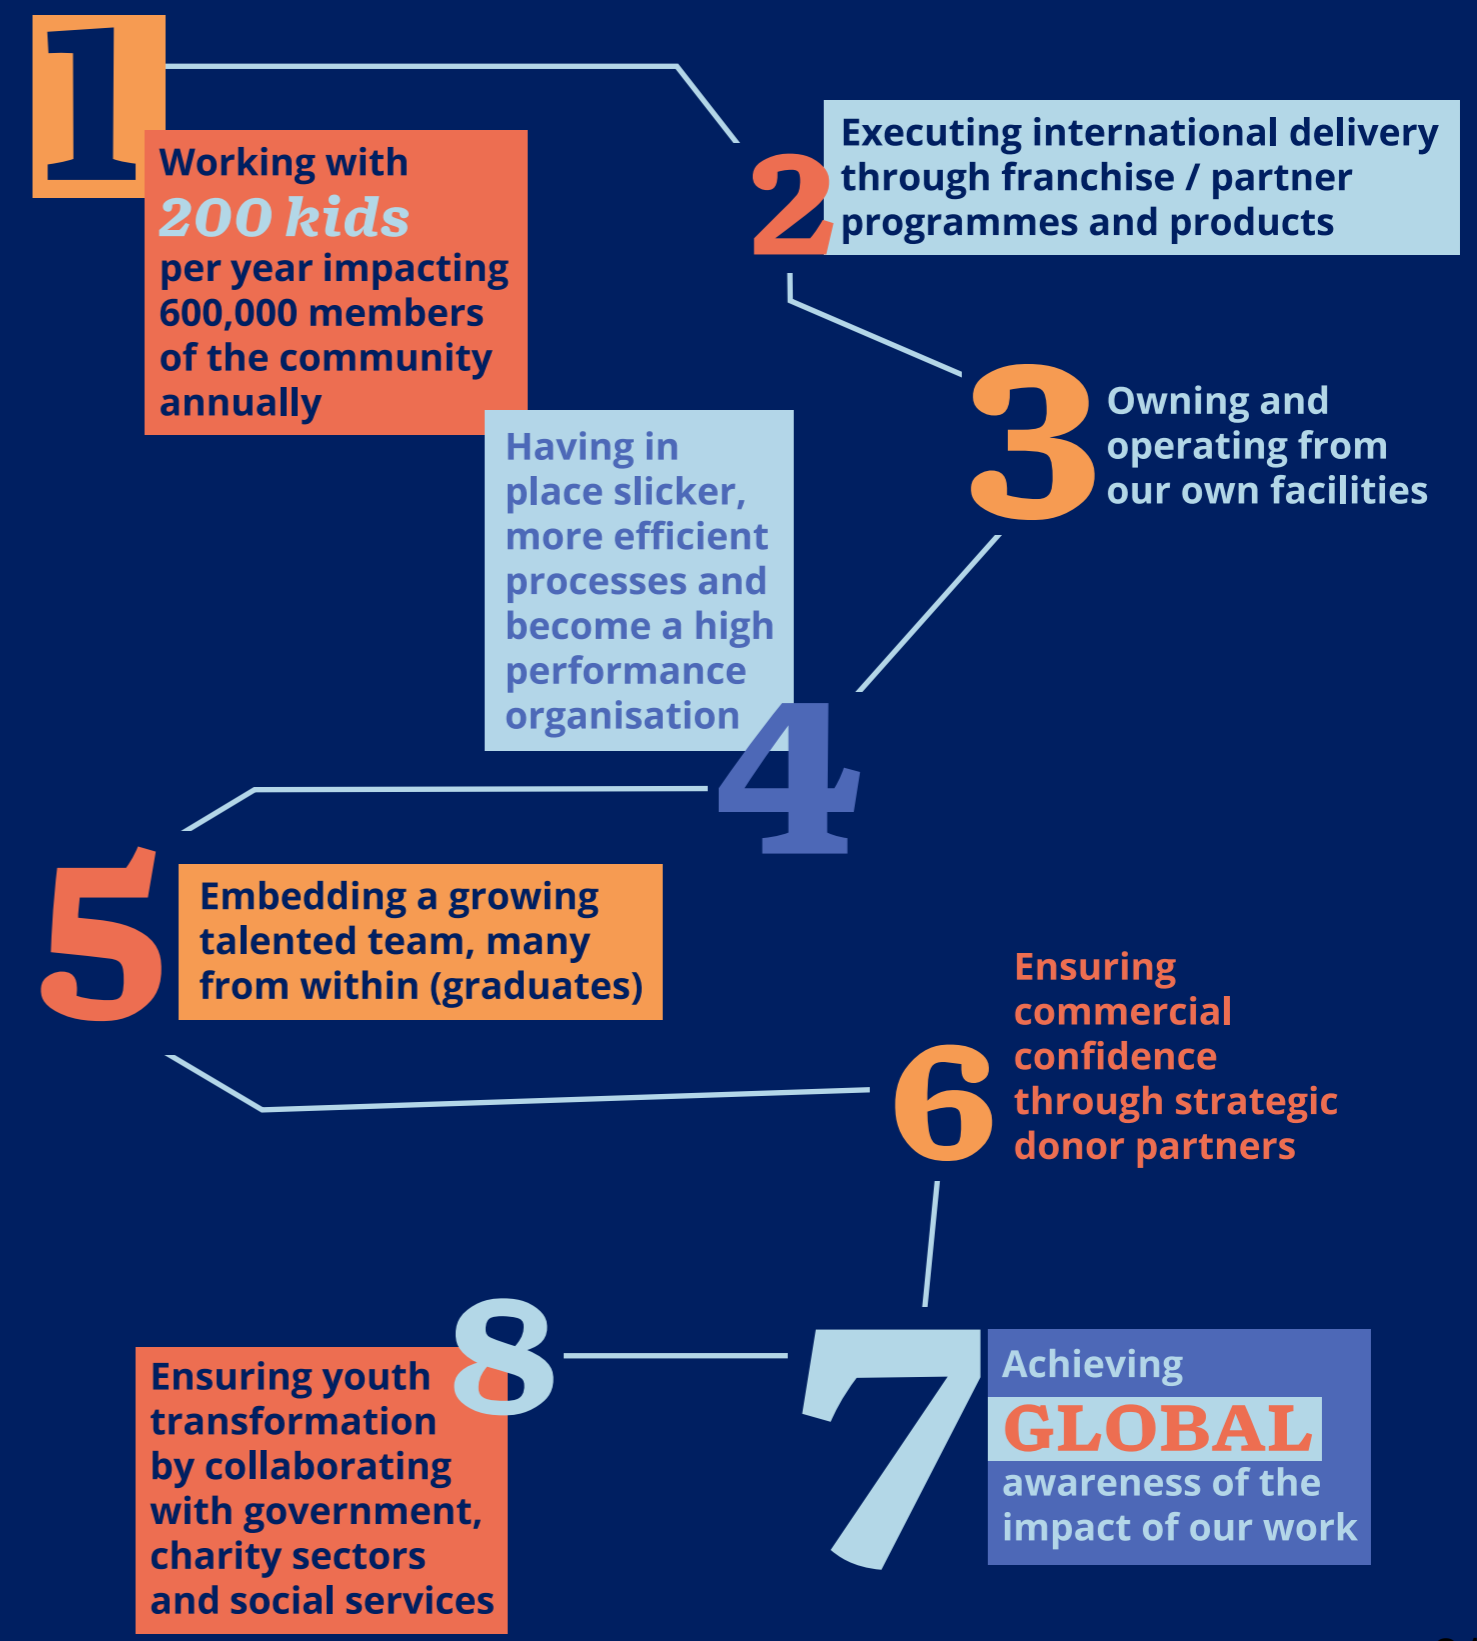 1
Working with
200 kids
per year impacting
600,000 members
of the community
annually
2
Executing international delivery
through franchise / partner
programmes and products
3
Owning and
operating from
our own facilities
4
Having in
place slicker,
more efficient
processes and
become a high
performance
organisation
5
Embedding a growing
talented team, many
from within (graduates)
6
Ensuring
commercial
confidence
through strategic
donor partners
7
Achieving
GLOBAL
awareness of the
impact of our work
8
Ensuring youth
transformation
by collaborating
with government,
charity sectors
and social services